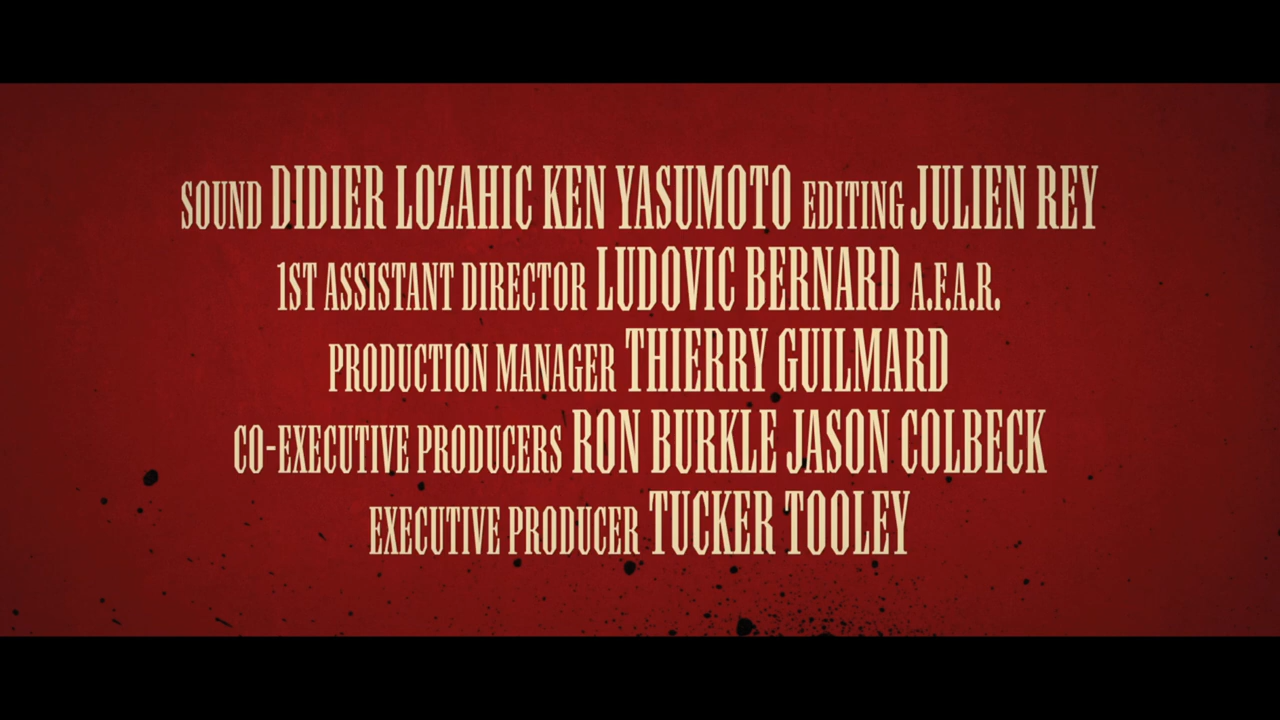 SOUND DIDIER LOZAHIC KEN YASUMOTO EDITING JULIEN REY
1ST ASSISTANT DIRECTOR LUDOVIC BERNARD A.F.A.R.
PRODUCTION MANAGER THIERRY GUILMARD
CO-EXECUTIVE PRODUCERS RON BURKLE JASON COLBECK
EXECUTIVE PRODUCER TUCKER TOOLEY